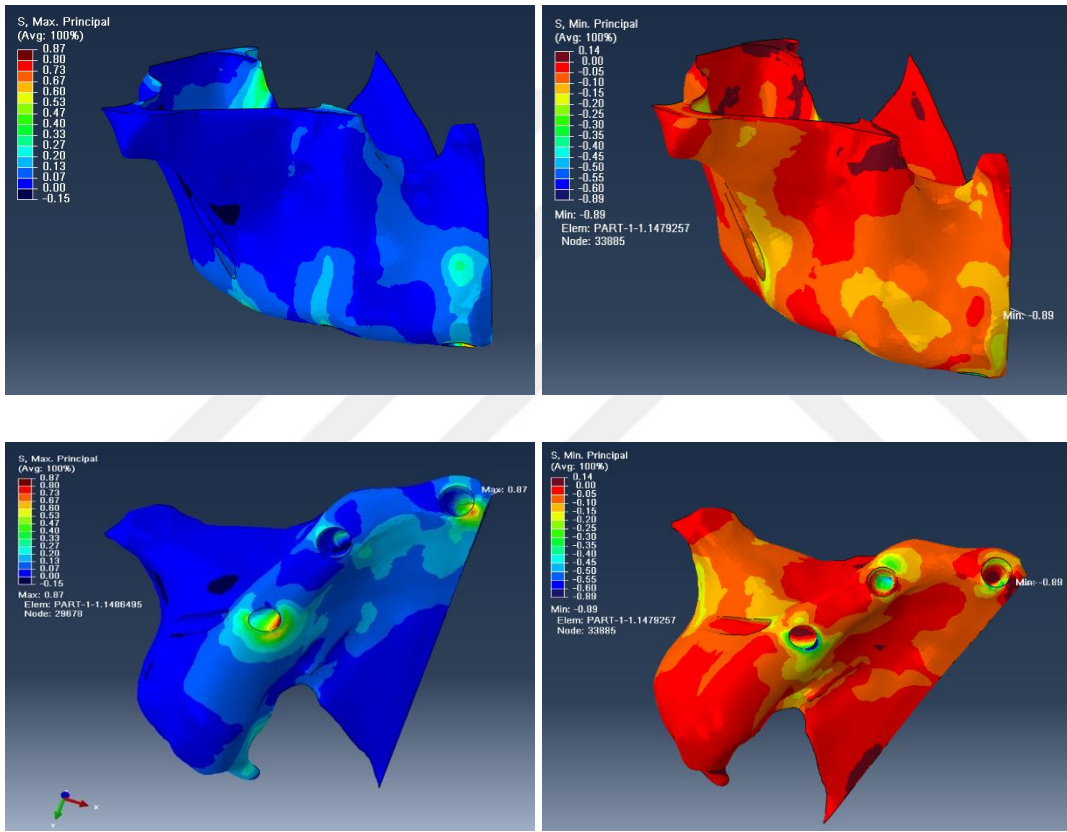 S, Max. Principal
(Avg: 100%)
0.87
0.80
0.73
0.67
0.60
0.53
0.47
0.40
0.33
0.27
0.20
0.13
0.07
0.00
-0.15
S, Min. Principal
(Avg: 100%)
0.14
0.00
-0.05
-0.10
-0.15
-0.20
-0.25
-0.30
-0.35
-0.40
-0.45
-0.50
-0.55
-0.60
-0.89
Min: -0.89
Elem: PART-1-1.1479257
Node: 33885
Min: -0.89
S, Max. Principal
(Avg: 100%)
0.87
0.80
0.73
0.67
0.60
0.53
0.47
0.40
0.33
0.27
0.20
0.13
0.07
0.00
-0.15
Max: 0.87
Elem: PART-1-1.1486495
Node: 29678
Max: 0.87
X
Y
S, Min. Principal
(Avg: 100%)
0.14
0.00
-0.05
-0.10
-0.15
-0.20
-0.25
-0.30
-0.35
-0.40
-0.45
-0.50
-0.55
-0.60
-0.89
Min: -0.89
Elem: PART-1-1.1479257
Node: 33885
Min: -0.89